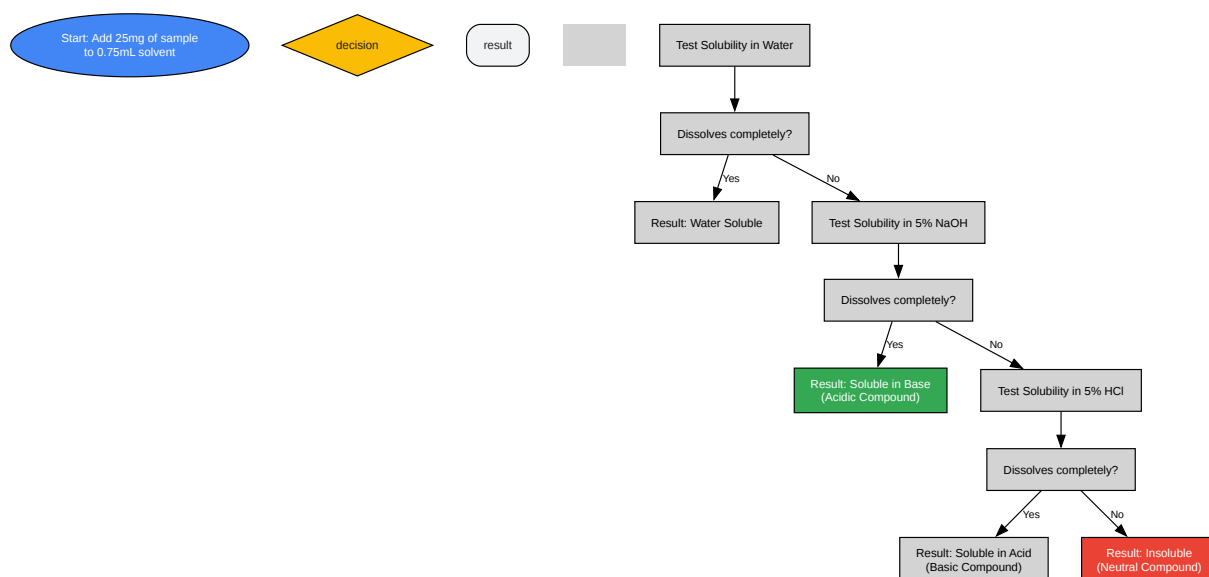 Start: Add 25mg of sample
to 0.75mL solvent
decision
result
Test Solubility in Water
Dissolves completely?
Yes
No
Result: Water Soluble
Test Solubility in 5% NaOH
Dissolves completely?
Yes
No
Result: Soluble in Base
(Acidic Compound)
Test Solubility in 5% HCl
Dissolves completely?
Yes
No
Result: Soluble in Acid
(Basic Compound)
Result: Insoluble
(Neutral Compound)